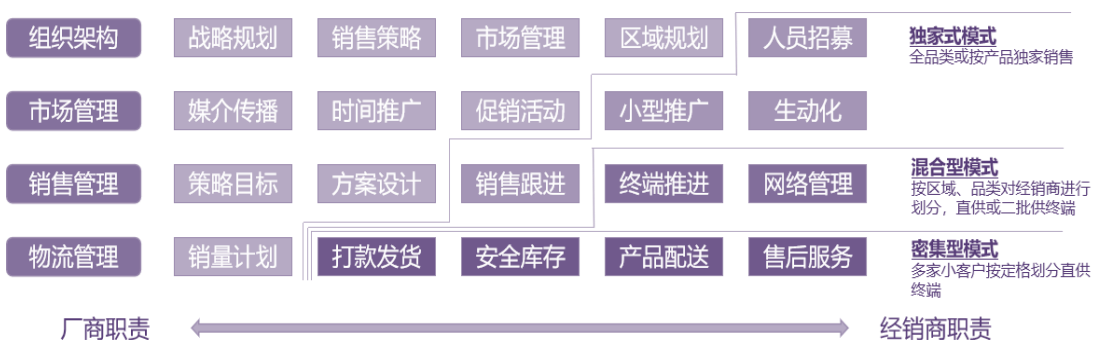 组织架构 战略规划 销售策略 市场管理 区域规划 人员招募
独家式模式
全品类或按产品独家销售
市场管理 媒介传播 时间推广 促销活动 小型推广 生动化
销售管理 策略目标 方案设计 销售跟进 终端推进 网络管理
混合型模式
按区域、品类对经销商进行
划分，直供或二批供终端
物流管理 销量计划 打款发货 安全库存 产品配送 售后服务
密集型模式
多家小客户按定格划分直供
终端
厂商职责 经销商职责